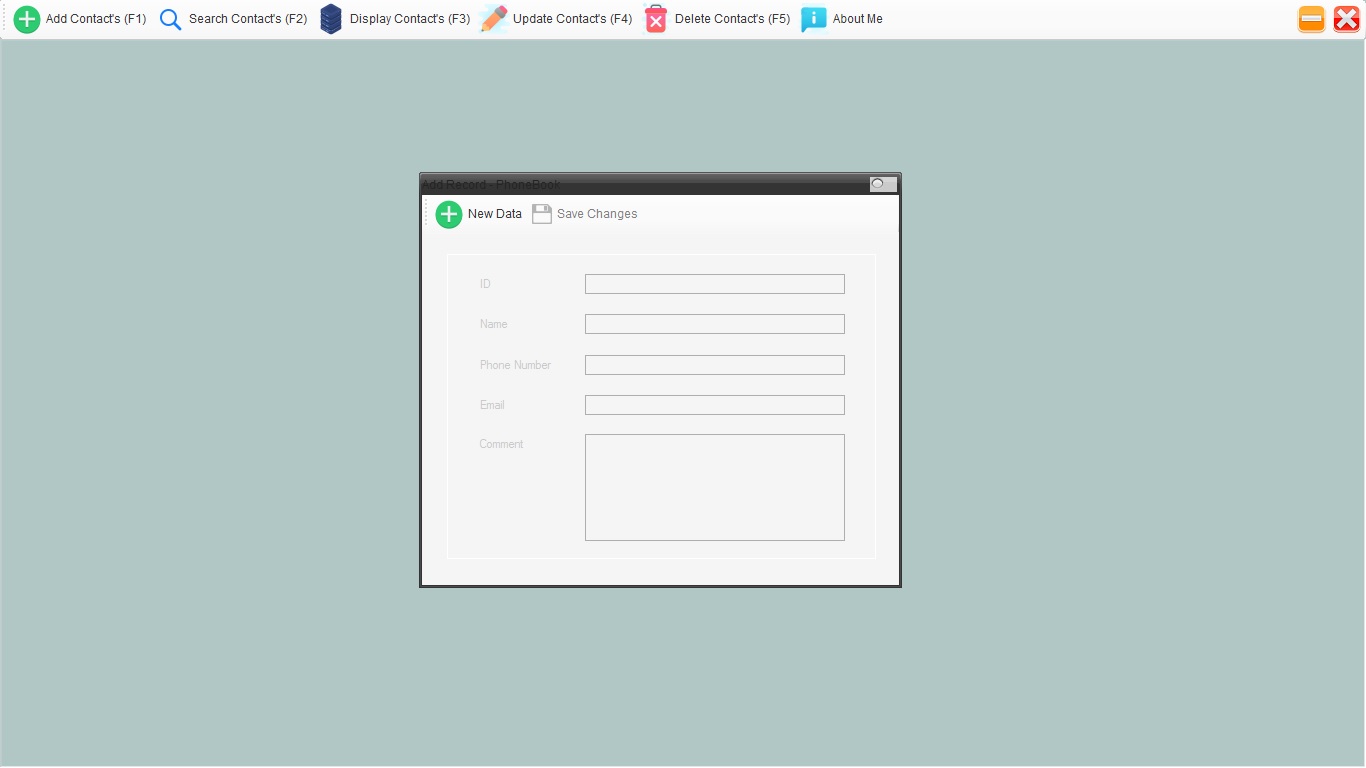 Add Contact's (F1) Search Contact's (F2) Display Contact's (F3) Update Contact's (F4) Delete Contact's (F5) About Me
Add Record - PhoneBook
New Data Save Changes
ID
Name
Phone Number
Email
Comment